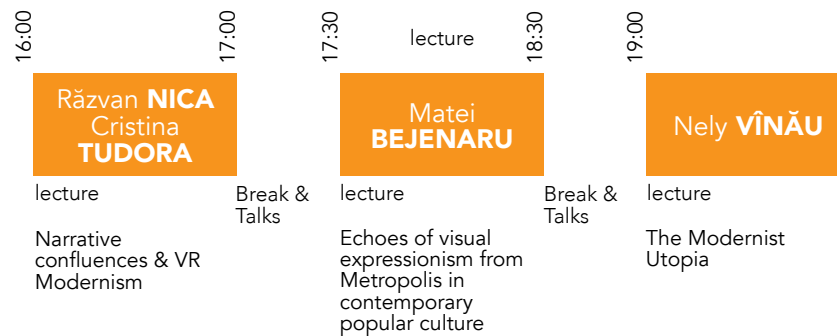 16:00
17:00
17:30
lecture
18:30
19:00
Răzvan NICA
Cristina
TUDORA
Matei
BEJENARU
Nely VÎNĂU
lecture
Break &
Talks
lecture
Break &
Talks
lecture
Narrative
confluences & VR
Modernism
Echoes of visual
expressionism from
Metropolis in
contemporary
popular culture
The Modernist
Utopia